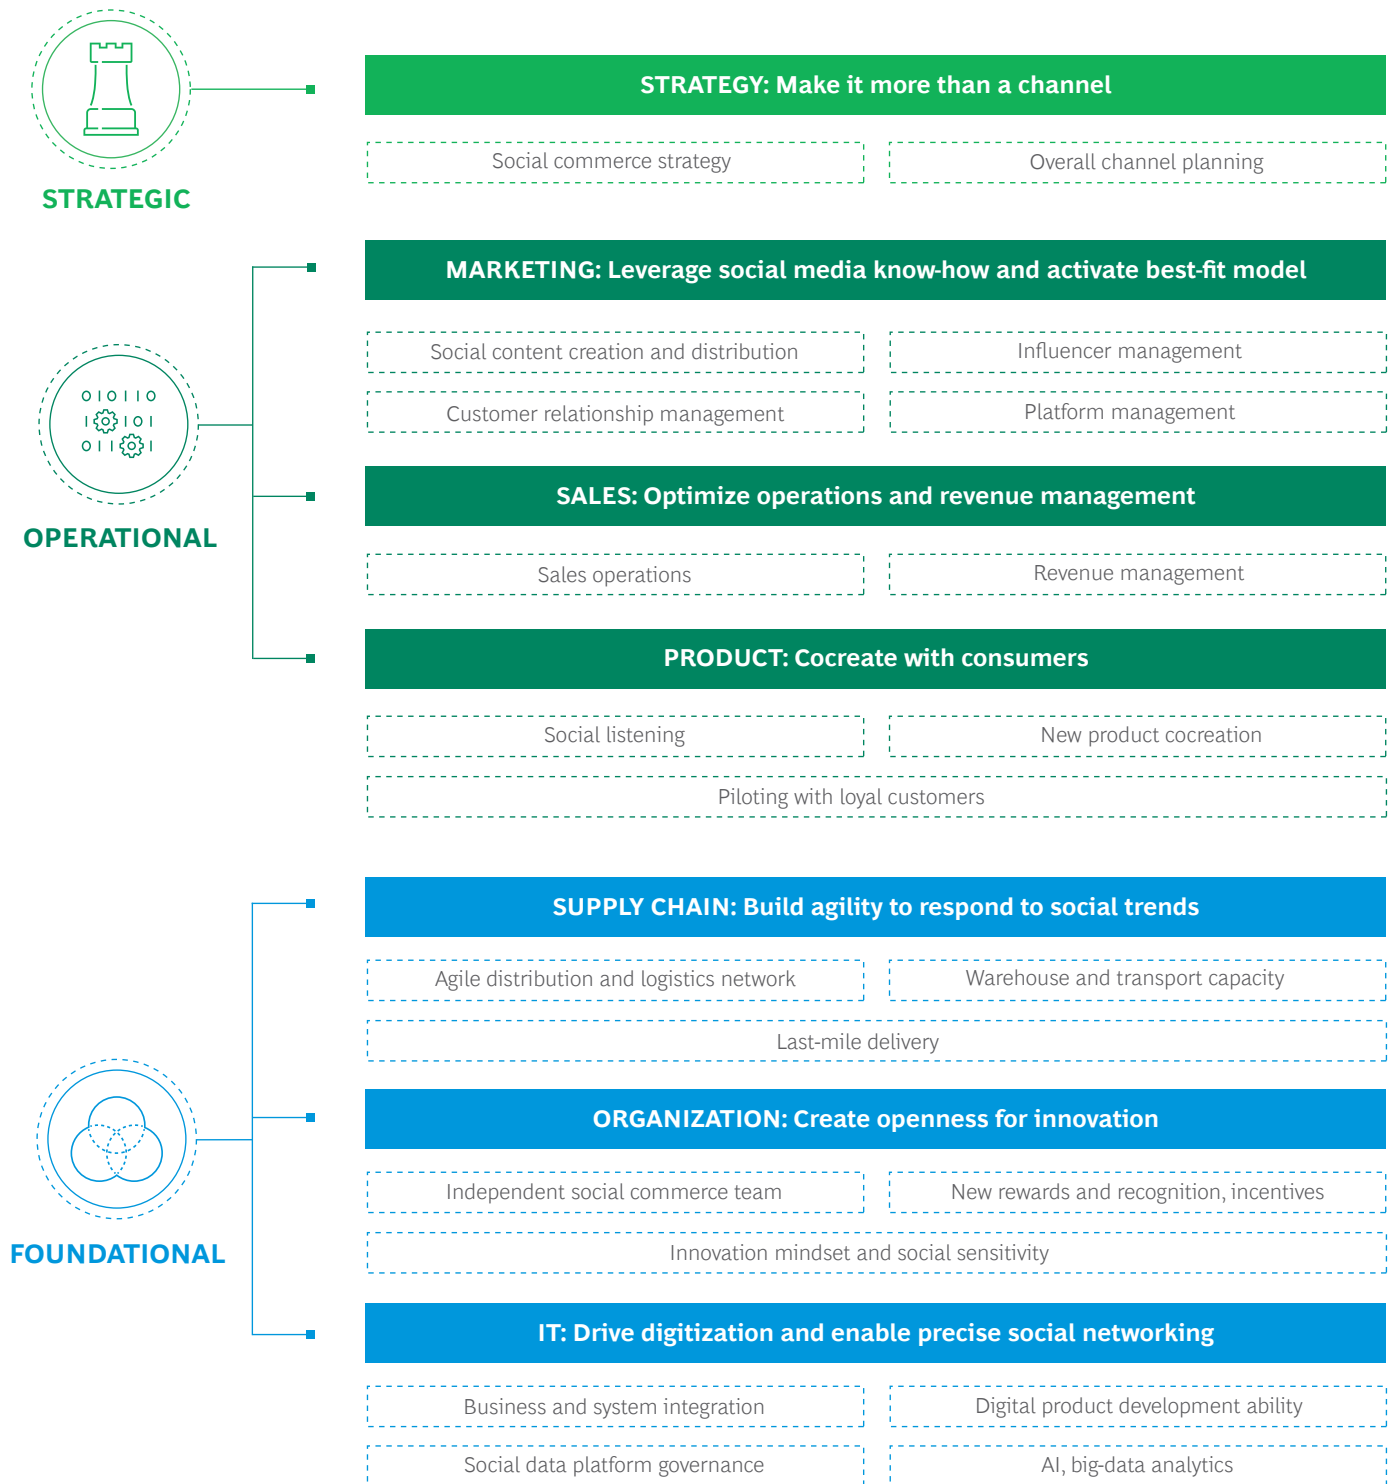 STRATEGY: Make it more than a channel
Social commerce strategy
Overall channel planning
STRATEGIC
MARKETING: Leverage social media know-how and activate best-fit model
Social content creation and distribution
Influencer management
Customer relationship management
Platform management
010110
1 101
011 1
OPERATIONAL
SALES: Optimize operations and revenue management
Sales operations
Revenue management
PRODUCT: Cocreate with consumers
Social listening
New product cocreation
Piloting with loyal customers
SUPPLY CHAIN: Build agility to respond to social trends
Agile distribution and logistics network
Warehouse and transport capacity
Last-mile delivery
ORGANIZATION: Create openness for innovation
Independent social commerce team
New rewards and recognition, incentives
Innovation mindset and social sensitivity
FOUNDATIONAL
IT: Drive digitization and enable precise social networking
Business and system integration
Digital product development ability
Social data platform governance
AI, big-data analytics